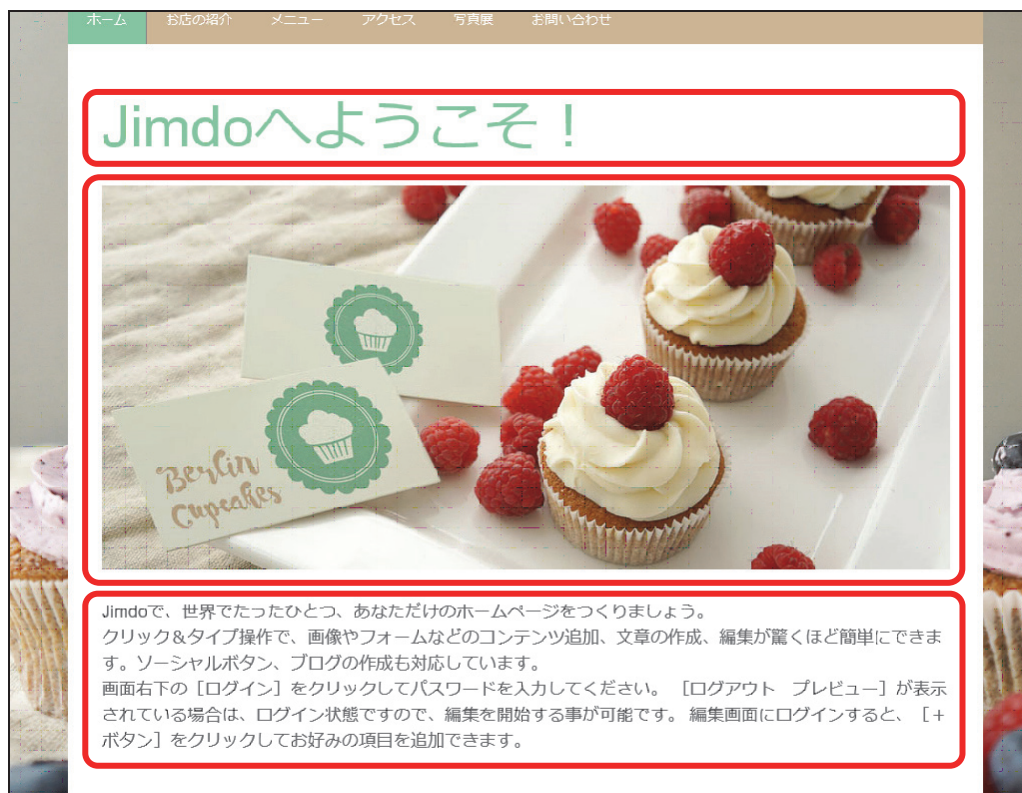 ホーム お店の紹介 メニュー アクセス 写真展 お問い合わせ
Jimdoへようこそ！
Berlin
Cupcakes
Jimdoで、世界でたったひとつ、あなただけのホームページをつくりましょう。
クリック＆タイプ操作で、画像やフォームなどのコンテンツ追加、文章の作成、編集が驚くほど簡単にできま
す。ソーシャルボタン、ブログの作成も対応しています。
画面右下の［ログイン］をクリックしてパスワードを入力してください。 ［ログアウト　プレビュー］が表示
されている場合は、ログイン状態ですので、編集を開始する事が可能です。 編集画面にログインすると、［＋
ボタン］をクリックしてお好みの項目を追加できます。